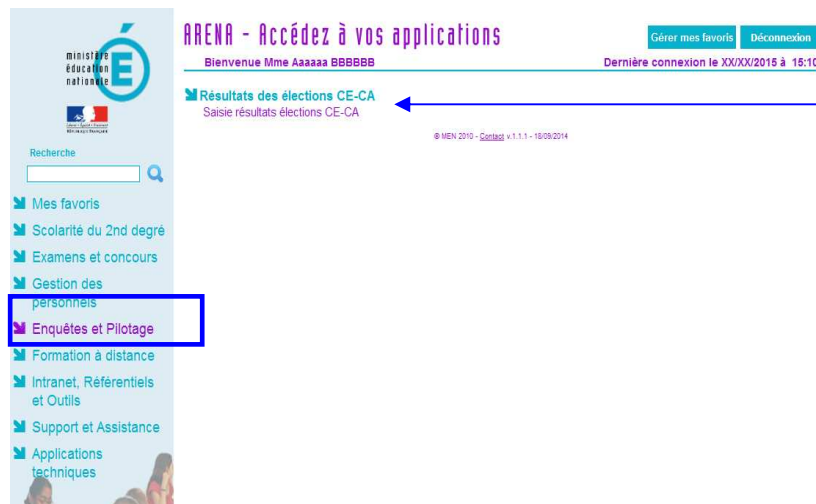 ministère
éducation
nationale
ARENA - Accédez à vos applications
Gérer mes favoris
Déconnexion
Bienvenue Mme Aaaaaa BBBBBB
Dernière connexion le XX/XX/2015 à 15:10
Résultats des élections CE-CA
Saisie résultats élections CE-CA
© MEN 2010 - Contact v.1.1.1 - 16/09/2014
Recherche
Mes favoris
Scolarité du 2nd degré
Examens et concours
Gestion des
personnels
Enquêtes et Pilotage
Formation à distance
Intranet, Référentiels
et Outils
Support et Assistance
Applications
techniques